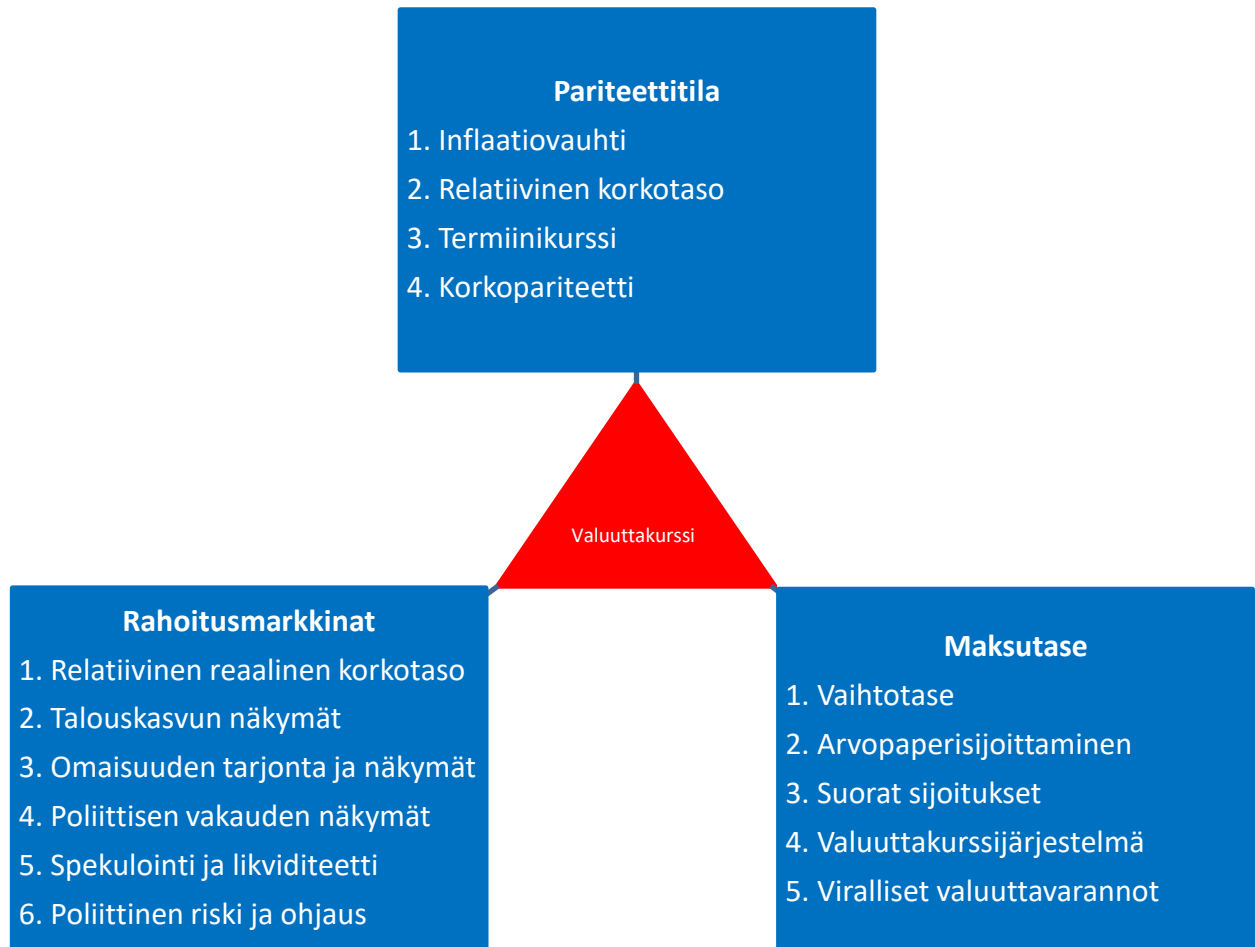 Pariteettitila
1. Inflaatiovauhti
2. Relatiivinen korkotaso
3. Termiinikurssi
4. Korkopariteetti
Valuuttakurssi
Rahoitusmarkkinat
1. Relatiivinen reaalinen korkotaso
2. Talouskasvun näkymät
3. Omaisuuden tarjonta ja näkymät
4. Poliittisen vakauden näkymät
5. Spekulointi ja likviditeetti
6. Poliittinen riski ja ohjaus
Maksutase
1. Vaihtotase
2. Arvopaperisijoittaminen
3. Suorat sijoitukset
4. Valuuttakurssijärjestelmä
5. Viralliset valuuttavarannot